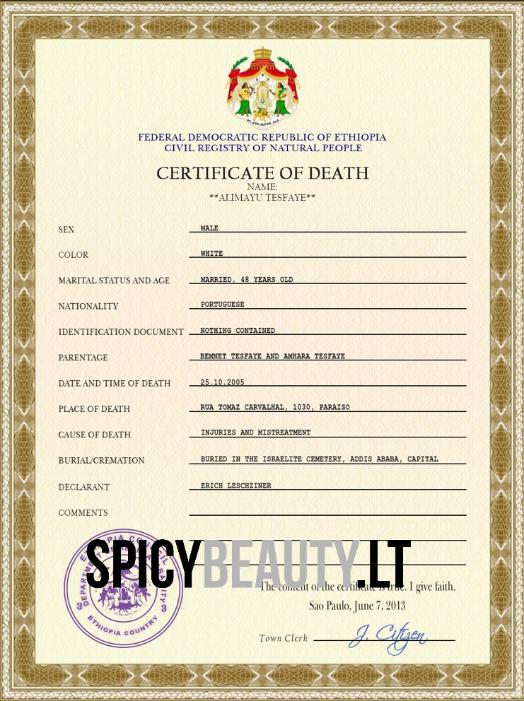 FEDERAL DEMOCRATIC REPUBLIC OF ETHIOPIA
CIVIL REGISTRY OF NATURAL PEOPLE
CERTIFICATE OF DEATH
NAME:
**ALIMAYU TESFAYE**
SEX MALE
COLOR WHITE
MARITAL STATUS AND AGE MARRIED, 48 YEARS OLD
NATIONALITY PORTUGUESE
IDENTIFICATION DOCUMENT NOTHING CONTAINED
PARENTAGE BEMNET TESFAYE AND AMHARA TESFAYE
DATE AND TIME OF DEATH 25.10.2005
PLACE OF DEATH RUA TOMAZ CARVALHAL, 1030, PARAISO
CAUSE OF DEATH INJURIES AND MISTREATMENT
BURIAL/CREMATION BURIED IN THE ISRAELITE CEMETERY, ADDIS ABABA, CAPITAL
DECLARANT ERICH LESCHZINER
COMMENTS
SPICYBEAUTY.LT
ETHIOPIA COUNTRY
The content of the certificate is true. I give faith.
Sao Paulo, June 7, 2013
Town Clerk J. Citizen